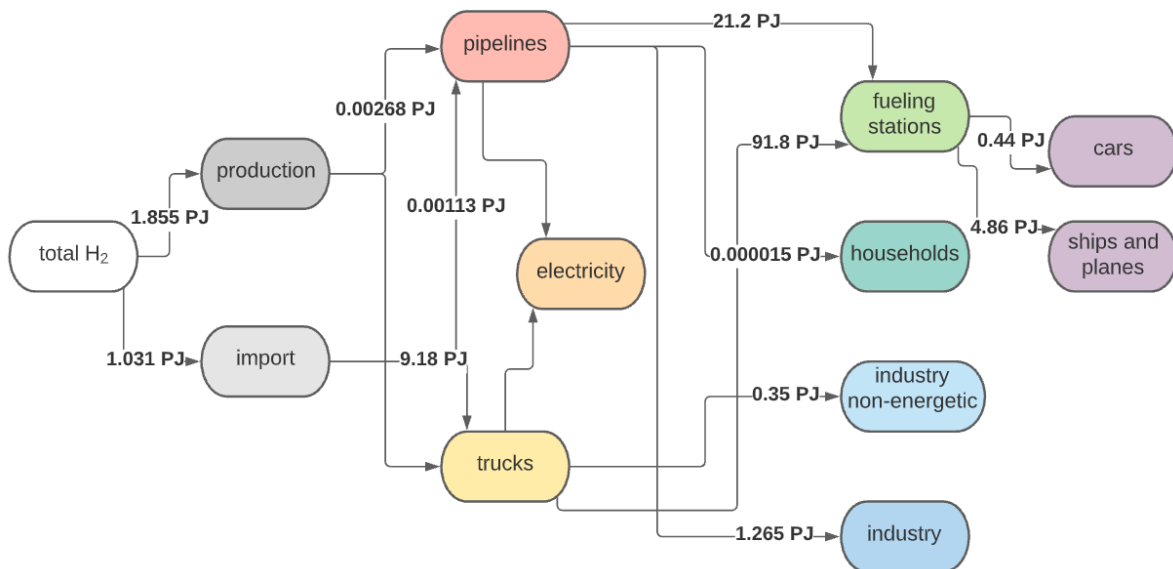 21.2 PJ
pipelines
fueling
stations
0.00268 PJ
91.8 PJ
0.44 PJ
cars
production
0.00113 PJ
1.855 PJ
4.86 PJ
total H₂
0.000015 PJ
households
ships and
planes
electricity
1.031 PJ
import
9.18 PJ
industry
non-energetic
0.35 PJ
trucks
1.265 PJ
industry